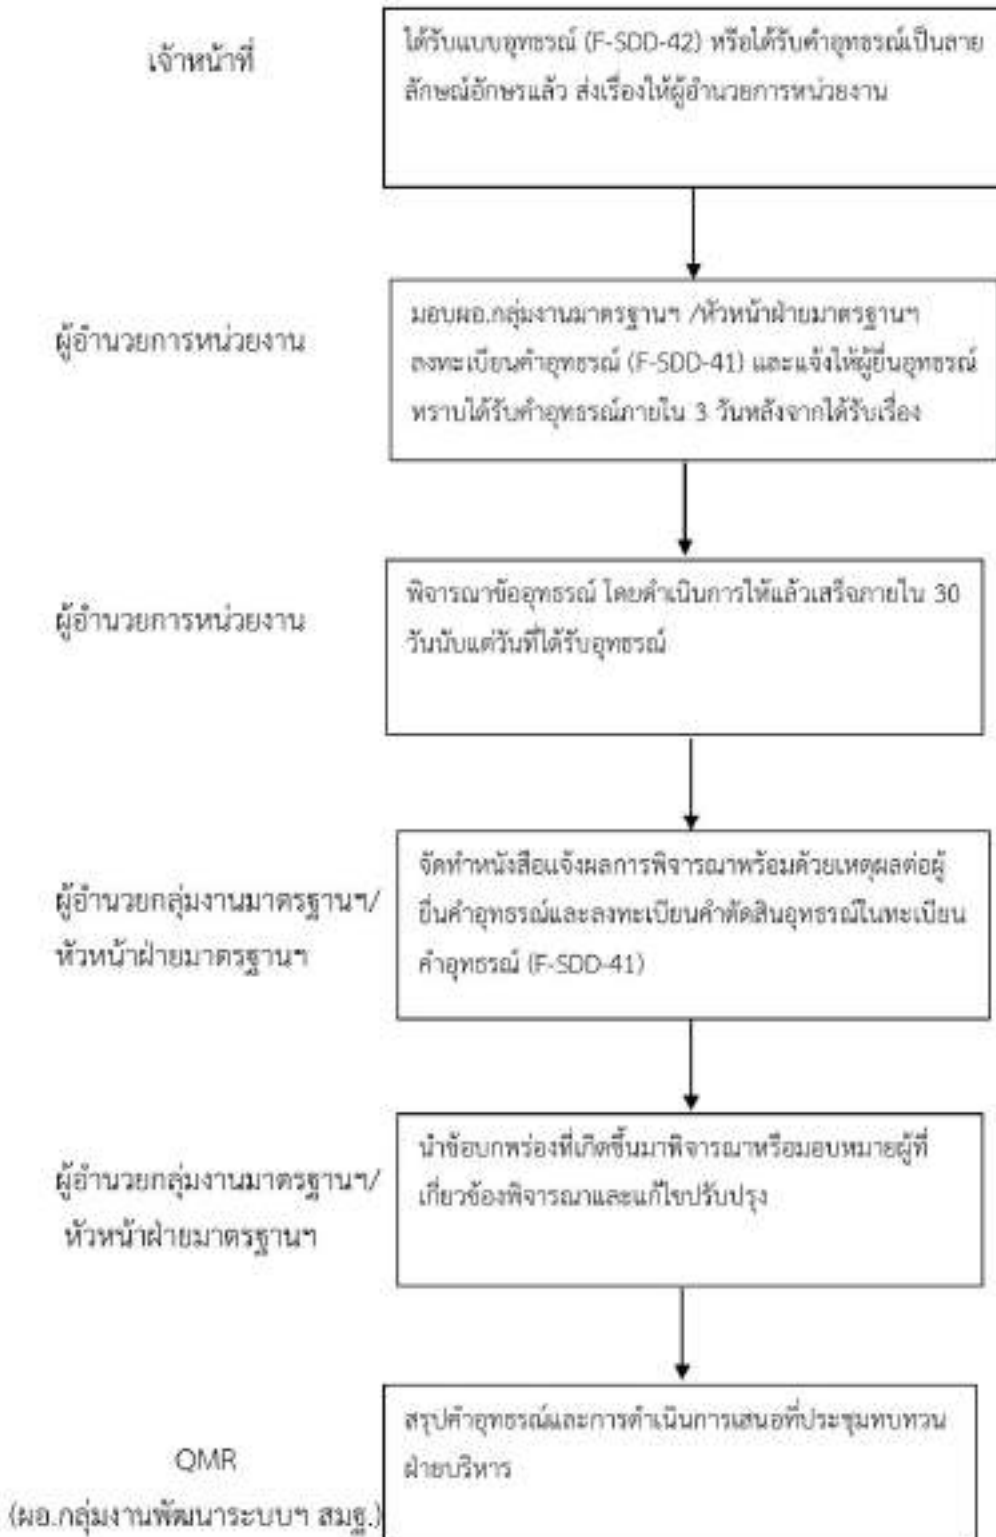 เจ้าหน้าที่
ได้รับแบบอุทธรณ์ (F-SDD-42) หรือได้รับคำอุทธรณ์เป็นลาย
ลักษณ์อักษรแล้ว ส่งเรื่องให้ผู้อำนวยการหน่วยงาน
ผู้อำนวยการหน่วยงาน
มอบผอ.กลุ่มงานมาตรฐานฯ /หัวหน้าฝ่ายมาตรฐานฯ
ลงทะเบียนคำอุทธรณ์ (F-SDD-41) และแจ้งให้ผู้ยื่นอุทธรณ์
ทราบได้รับคำอุทธรณ์ภายใน 3 วันหลังจากได้รับเรื่อง
ผู้อำนวยการหน่วยงาน
พิจารณาข้ออุทธรณ์ โดยดำเนินการให้แล้วเสร็จภายใน 30
วันนับแต่วันที่ได้รับอุทธรณ์
ผู้อำนวยกลุ่มงานมาตรฐานฯ/
หัวหน้าฝ่ายมาตรฐานฯ
จัดทำหนังสือแจ้งผลการพิจารณาพร้อมด้วยเหตุผลต่อผู้
ยื่นคำอุทธรณ์และลงทะเบียนคำตัดสินอุทธรณ์ในทะเบียน
คำอุทธรณ์ (F-SDD-41)
ผู้อำนวยกลุ่มงานมาตรฐานฯ/
หัวหน้าฝ่ายมาตรฐานฯ
นำข้อบกพร่องที่เกิดขึ้นมาพิจารณาหรือมอบหมายผู้ที่
เกี่ยวข้องพิจารณาและแก้ไขปรับปรุง
QMR
(ผอ.กลุ่มงานพัฒนาระบบฯ สมฐ.)
สรุปคำอุทธรณ์และการดำเนินการเสนอที่ประชุมทบทวน
ฝ่ายบริหาร